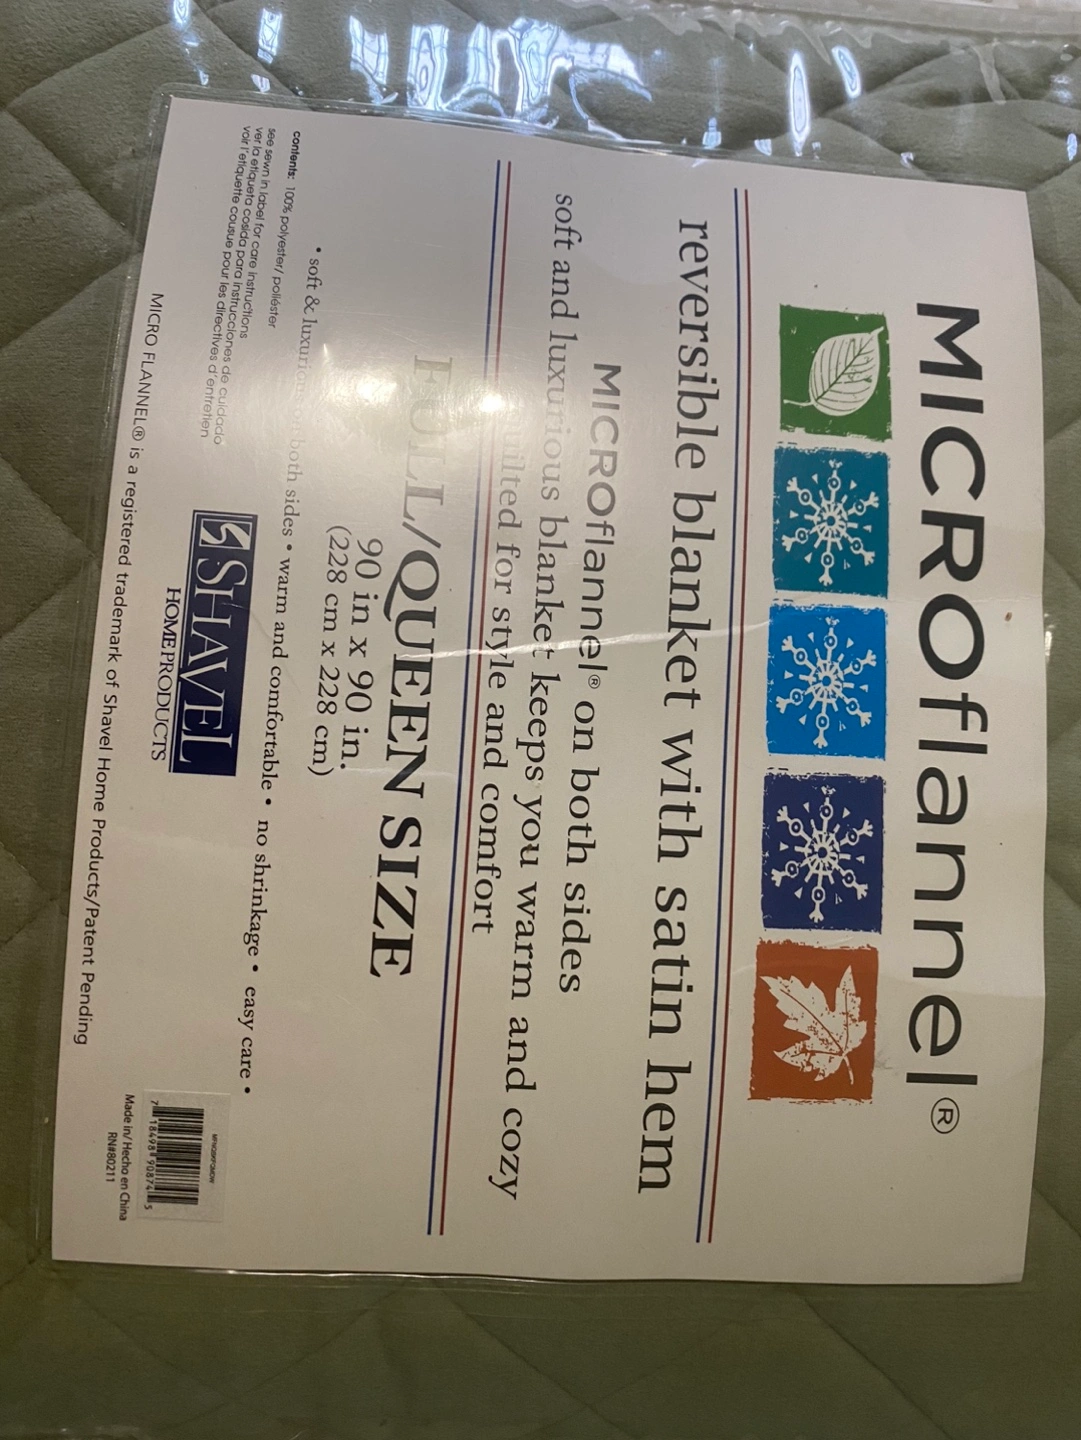 MICROflannel®
reversible blanket with satin hem
MICROflannel® on both sides
soft and luxurious blanket keeps you warm and cozy
quilted for style and comfort
FULL/QUEEN SIZE
90 in x 90 in.
(228 cm x 228 cm)
• soft & luxurious on both sides • warm and comfortable • no shrinkage • easy care •
contents: 100% polyester/ poliéster
see sewn in label for care instructions
ver la etiqueta cosida para instrucciones de cuidado
voir l'etiquette cousue pour les directives d'entretien
SHAVEL
HOME PRODUCTS
MICRO FLANNEL® is a registered trademark of Shavel Home Products/Patent Pending
7 18498 90874 5
Made in/ Hecho en China
RN#80211